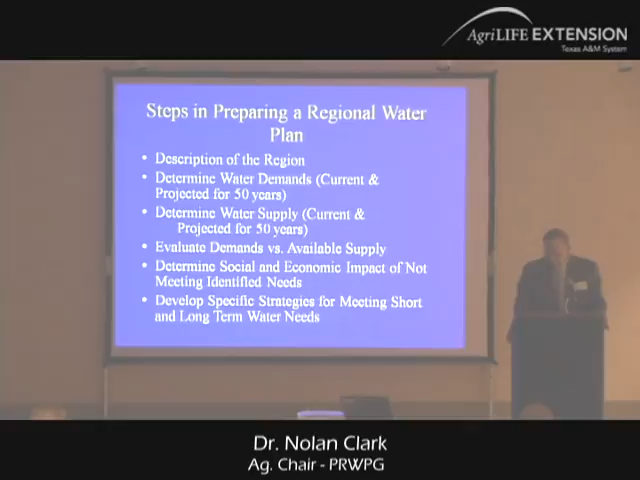 AgriLIFE EXTENSION
Texas A&M System
Steps in Preparing a Regional Water
Plan
• Description of the Region
• Determine Water Demands (Current &
Projected for 50 years)
• Determine Water Supply (Current &
Projected for 50 years)
• Evaluate Demands vs. Available Supply
• Determine Social and Economic Impact of Not
Meeting Identified Needs
• Develop Specific Strategies for Meeting Short
and Long Term Water Needs
Dr. Nolan Clark
Ag. Chair - PRWPG